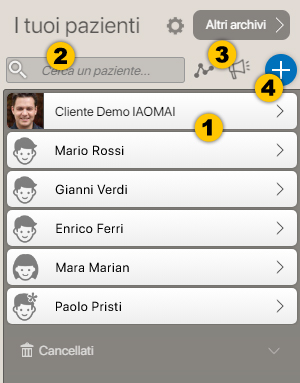 I tuoi pazienti
Altri archivi
2
3
Cerca un paziente...
4
Cliente Demo IAOMAI
1
Mario Rossi
Gianni Verdi
Enrico Ferri
Mara Marian
Paolo Pristi
Cancellati